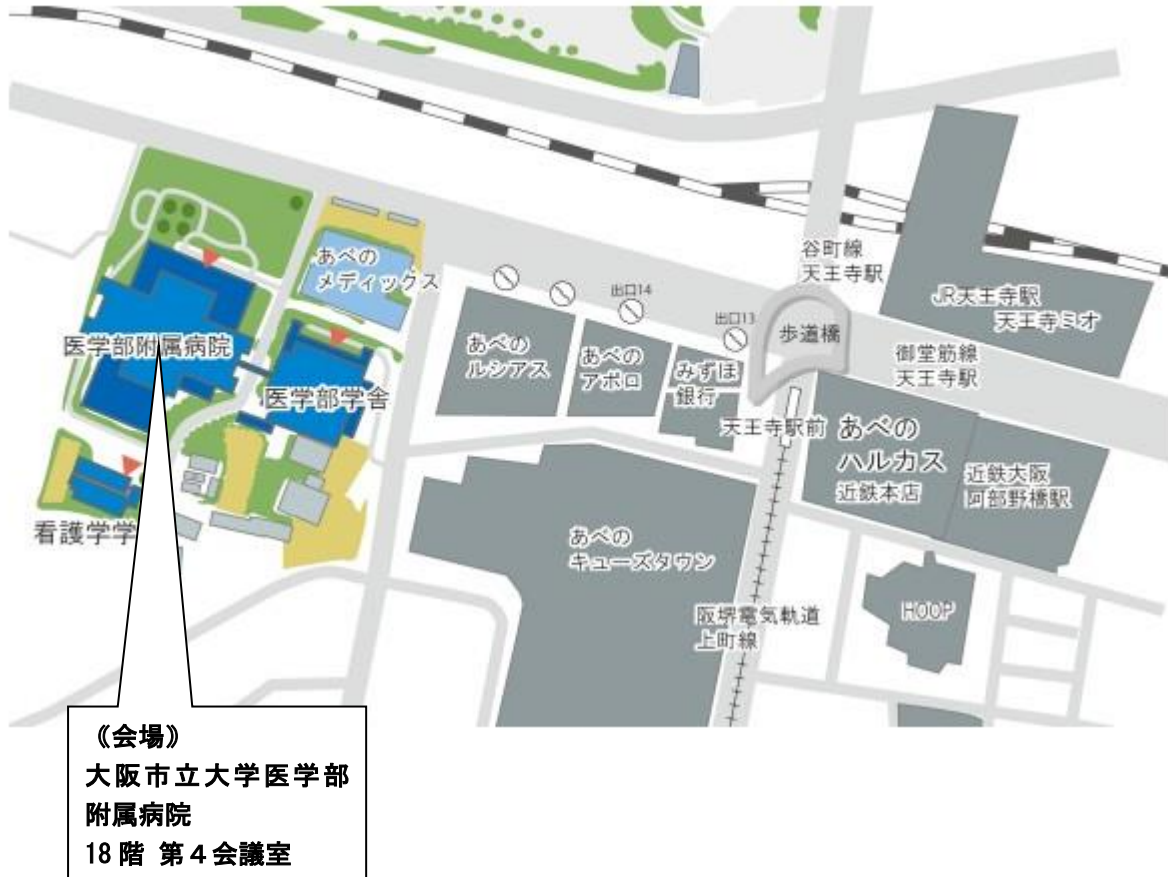 谷町線
天王寺駅
あべの
メディックス
JR天王寺駅
天王寺ミオ
出口14
出口13
歩道橋
医学部附属病院
あべの
ルシアス
あべの
アポロ
みずほ
銀行
御堂筋線
天王寺駅
医学部学舎
天王寺駅前
あべの
ハルカス
近鉄本店
近鉄大阪
阿部野橋駅
看護学学
あべの
キューズタウン
阪堺電気軌道
上町線
HOOP
《会場》
大阪市立大学医学部
附属病院
18階 第4会議室